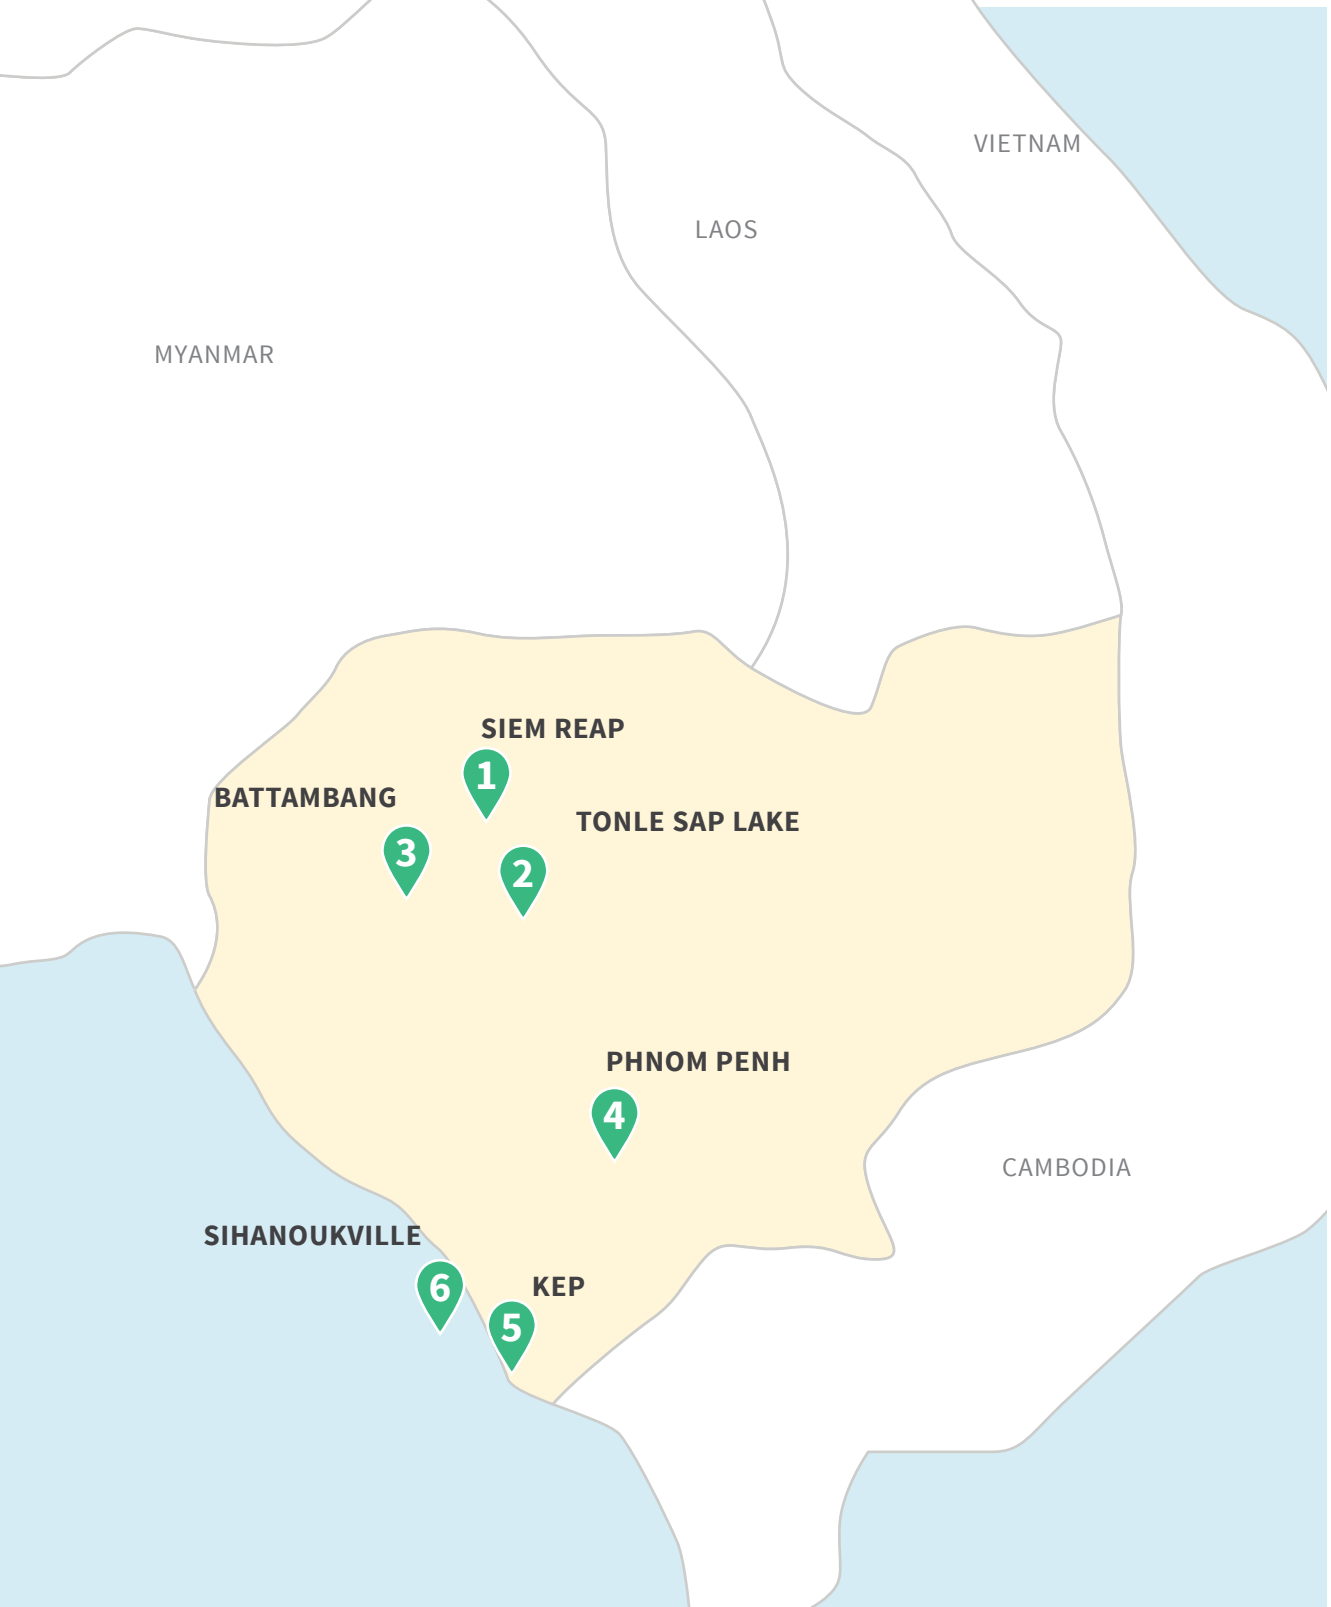 VIETNAM
LAOS
MYANMAR
SIEM REAP
1
BATTAMBANG
TONLE SAP LAKE
3
2
PHNOM PENH
4
CAMBODIA
SIHANOUKVILLE
6
KEP
5